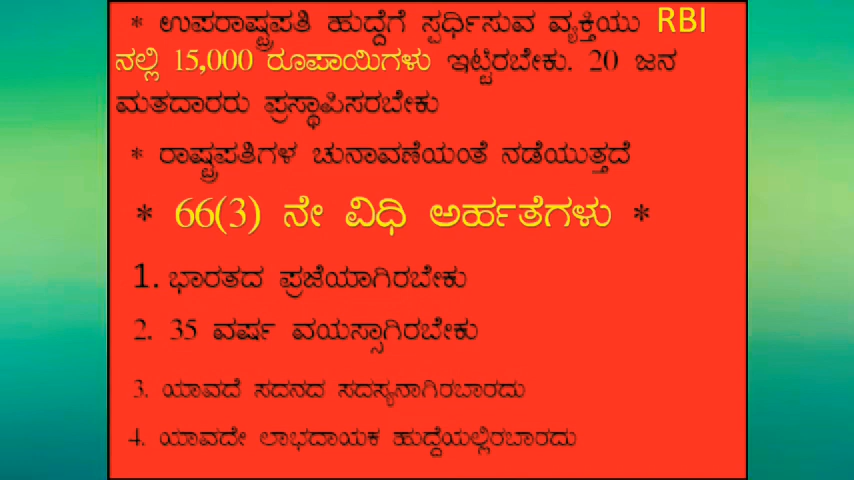 * ಉಪರಾಷ್ಟ್ರಪತಿ ಹುದ್ದೆಗೆ ಸ್ಪರ್ಧಿಸುವ ವ್ಯಕ್ತಿಯು RBI
ನಲ್ಲಿ 15,000 ರೂಪಾಯಿಗಳು ಇಟ್ಟಿರಬೇಕು. 20 ಜನ
ಮತದಾರರು ಪ್ರಸ್ಥಾಪಿಸರಬೇಕು
* ರಾಷ್ಟ್ರಪತಿಗಳ ಚುನಾವಣೆಯಂತೆ ನಡೆಯುತ್ತದೆ
* 66(3) ನೇ ವಿಧಿ ಅರ್ಹತೆಗಳು *
1. ಭಾರತದ ಪ್ರಜೆಯಾಗಿರಬೇಕು
2. 35 ವರ್ಷ ವಯಸ್ಸಾಗಿರಬೇಕು
3. ಯಾವದೆ ಸದನದ ಸದಸ್ಯನಾಗಿರಬಾರದು
4. ಯಾವದೇ ಲಾಭದಾಯಕ ಹುದ್ದೆಯಲ್ಲಿರಬಾರದು